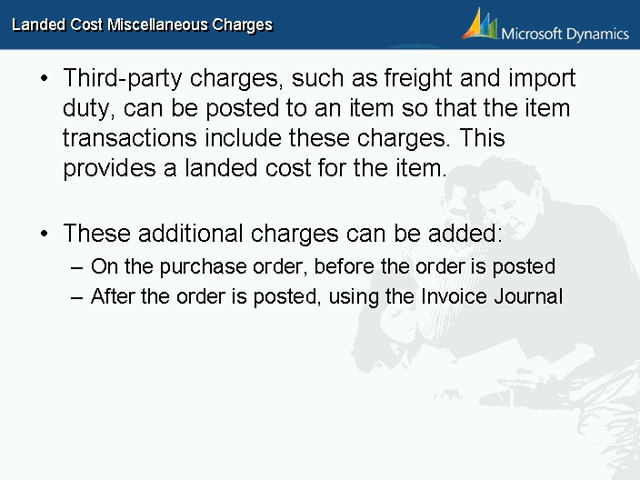 Landed Cost Miscellaneous Charges
Microsoft Dynamics
• Third-party charges, such as freight and import
duty, can be posted to an item so that the item
transactions include these charges. This
provides a landed cost for the item.
• These additional charges can be added:
– On the purchase order, before the order is posted
– After the order is posted, using the Invoice Journal